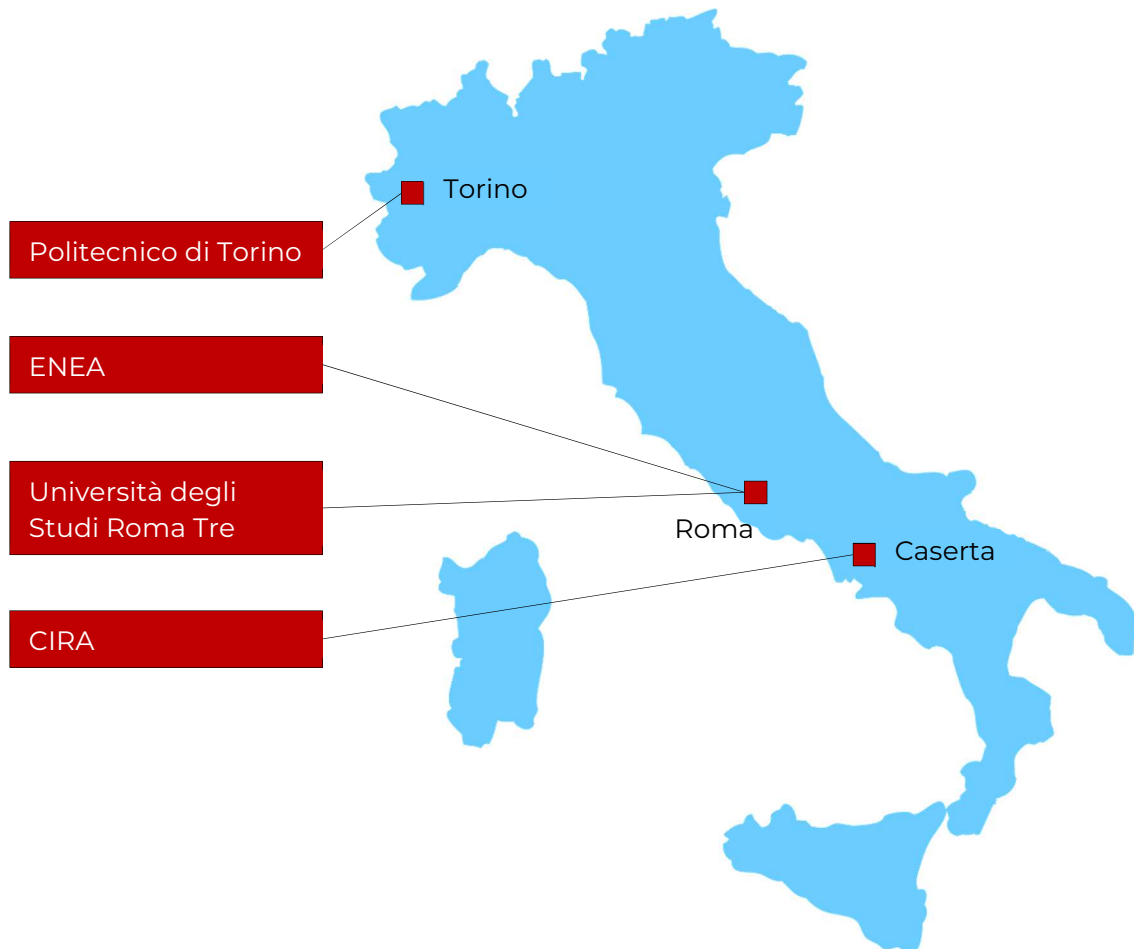 Torino
Politecnico di Torino
ENEA
Università degli
Studi Roma Tre
Roma
Caserta
CIRA